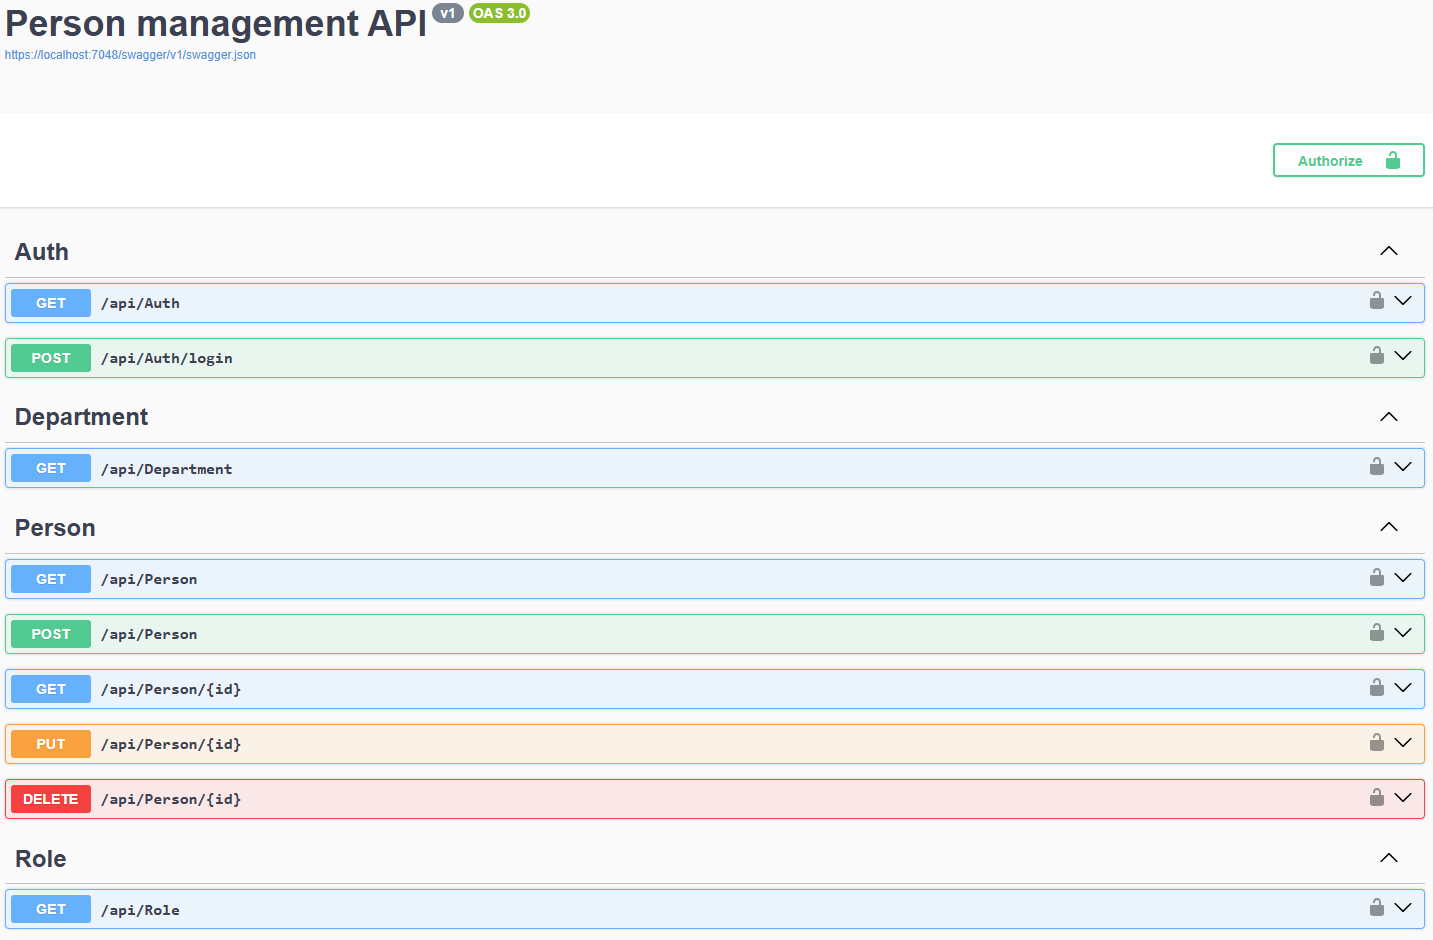 Person management API v1 OAS 3.0
https://localhost:7048/swagger/v1/swagger.json
Authorize
Auth
GET /api/Auth
POST /api/Auth/login
Department
GET /api/Department
Person
GET /api/Person
POST /api/Person
GET /api/Person/{id}
PUT /api/Person/{id}
DELETE /api/Person/{id}
Role
GET /api/Role